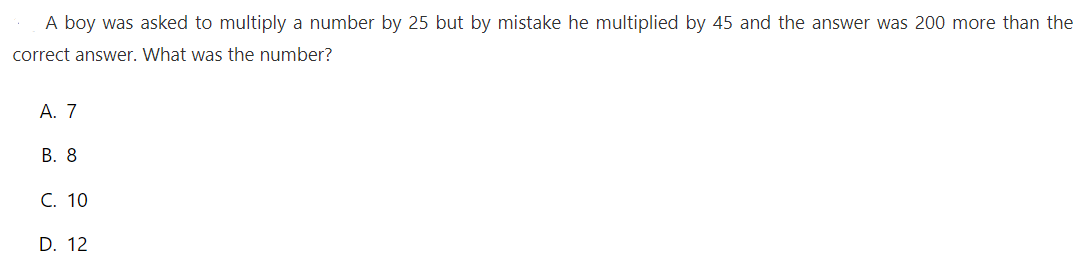 A boy was asked to multiply a number by 25 but by mistake he multiplied by 45 and the answer was 200 more than the
correct answer. What was the number?
A. 7
B. 8
C. 10
D. 12